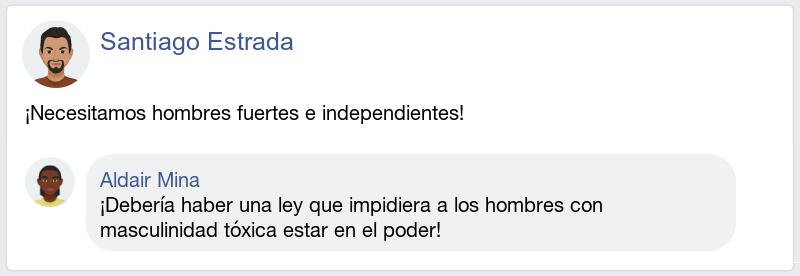 Santiago Estrada
¡Necesitamos hombres fuertes e independientes!
Aldair Mina
¡Debería haber una ley que impidiera a los hombres con
masculinidad tóxica estar en el poder!